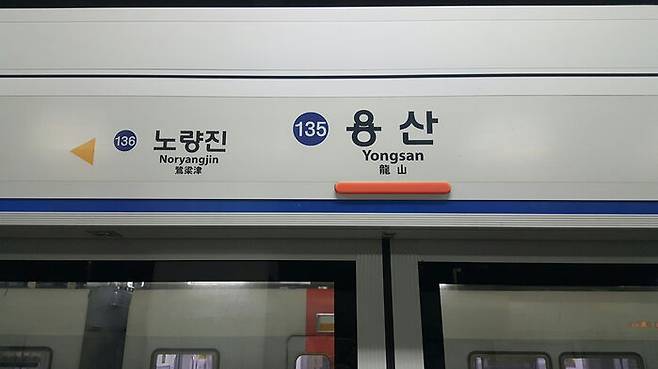 136 노량진
Noryangjin
鷺梁津
135 용산
Yongsan
龍山